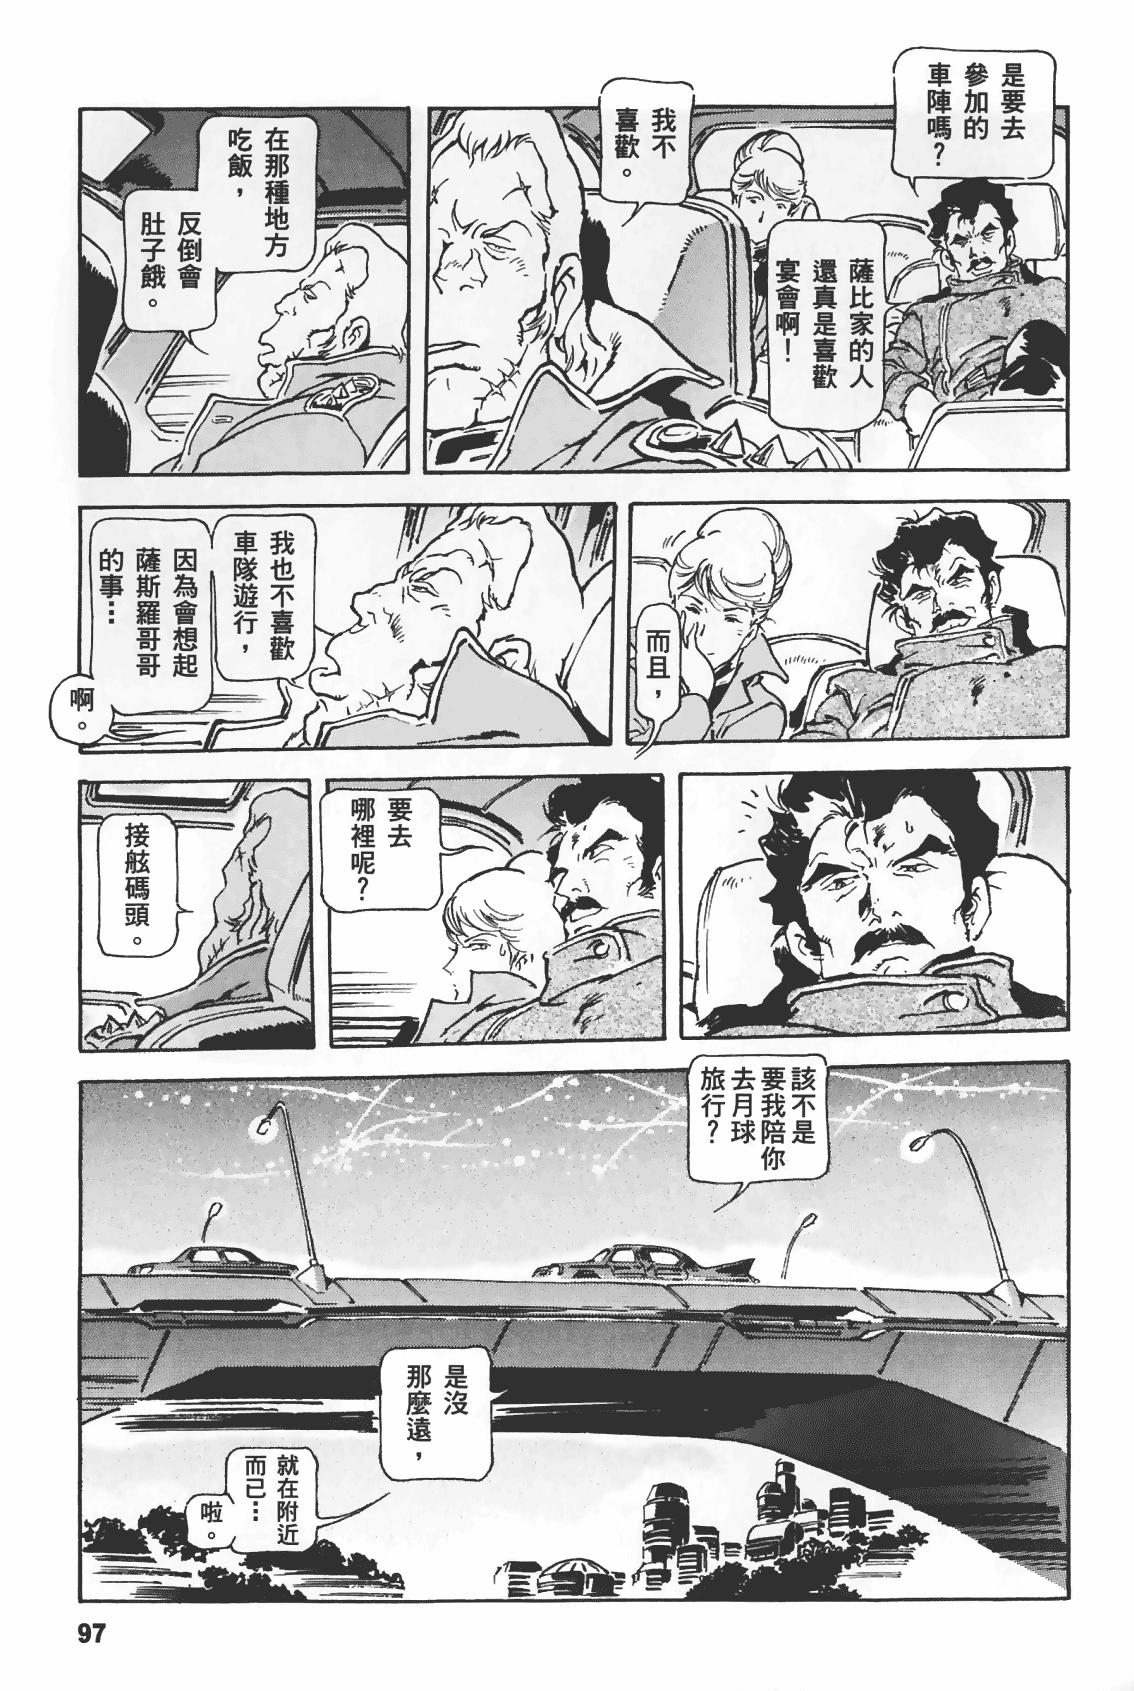 是要去
參加的
車陣嗎？
薩比家的人
還真是喜歡
宴會啊！
我不
喜歡。
在那種地方
吃飯，
反倒會
肚子餓。
而且，
我也不喜歡
車隊遊行，
因為會想起
薩斯羅哥哥
的事…
啊。
要去
哪裡呢？
接舷碼頭。
該不是
要我陪你
去月球
旅行？
是沒
那麼遠，
就在附近
而已…
啦。
97